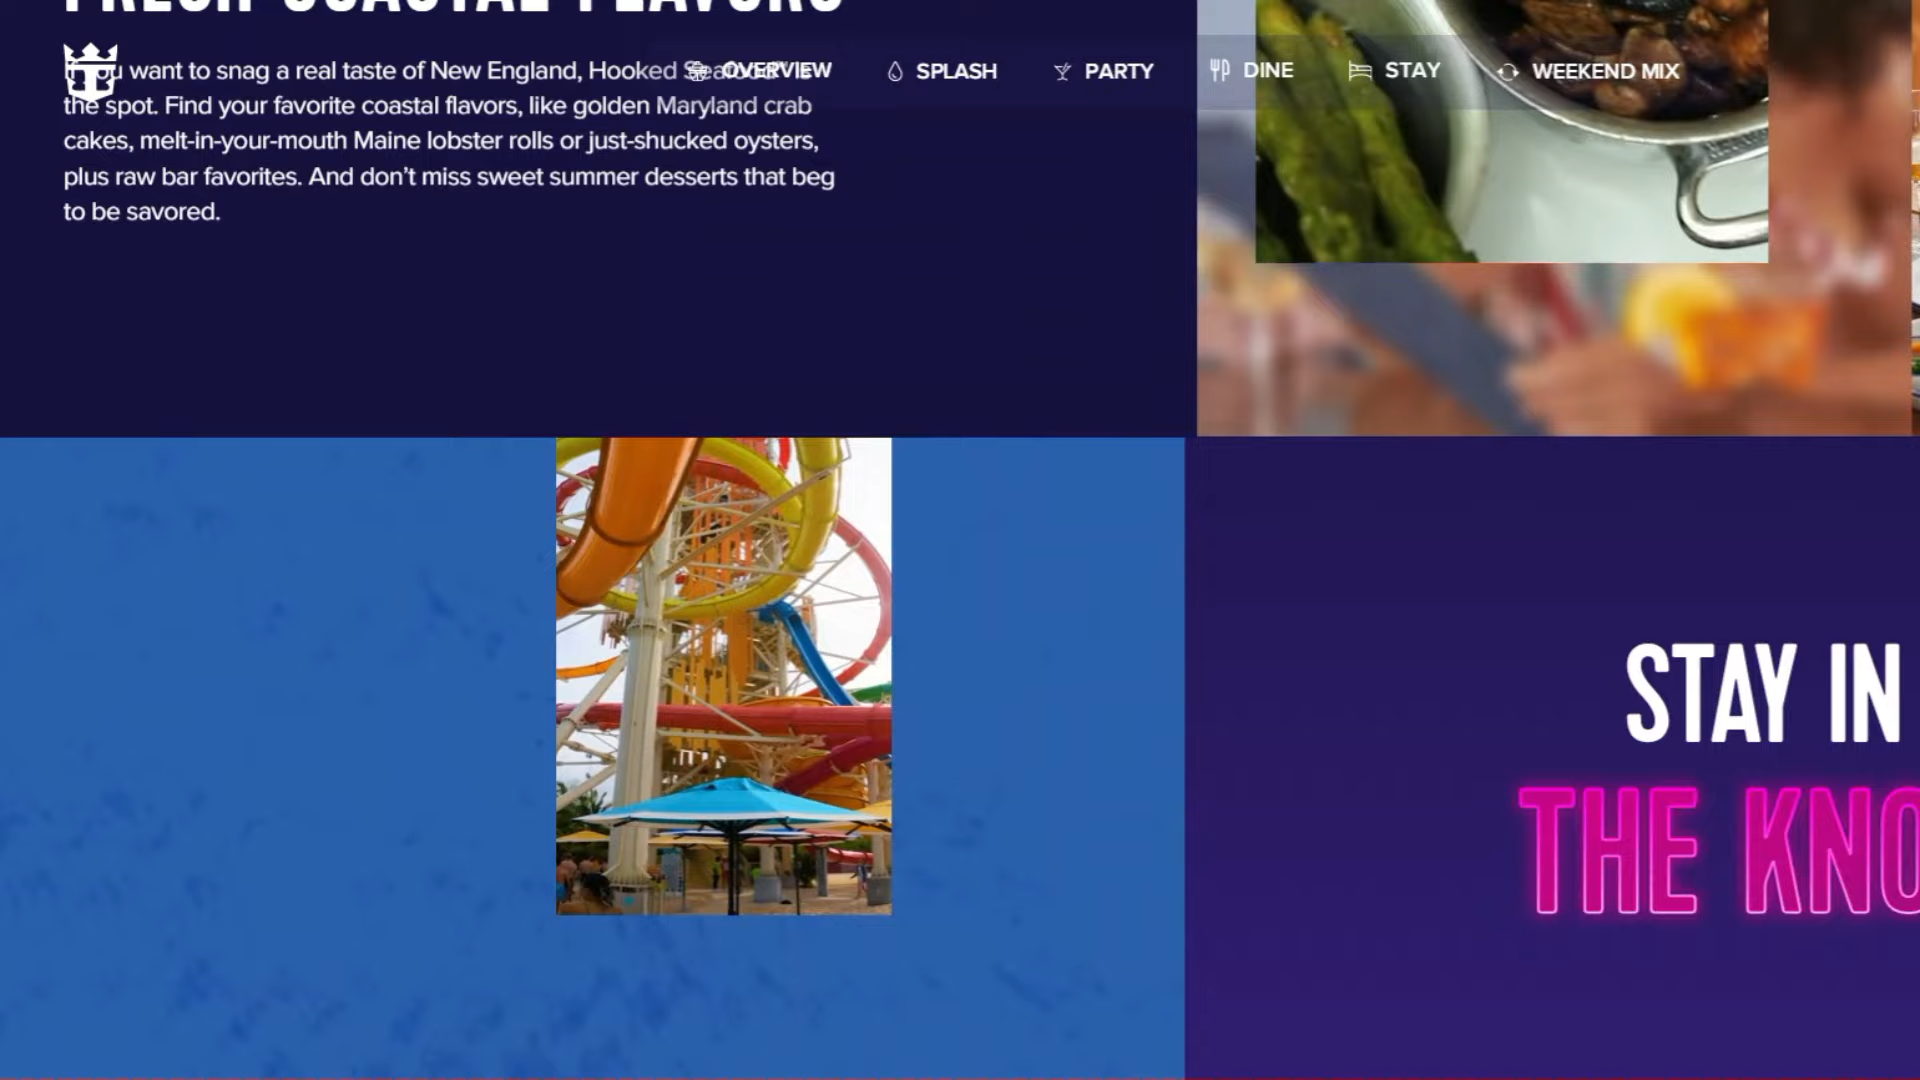 FRESH COASTAL FLAVORS
you want to snag a real taste of New England, Hooked
OVERVIEW
SPLASH
PARTY
DINE
STAY
WEEKEND MIX
the spot. Find your favorite coastal flavors, like golden Maryland crab
cakes, melt-in-your-mouth Maine lobster rolls or just-shucked oysters,
plus raw bar favorites. And don’t miss sweet summer desserts that beg
to be savored.
STAY IN
THE KNO